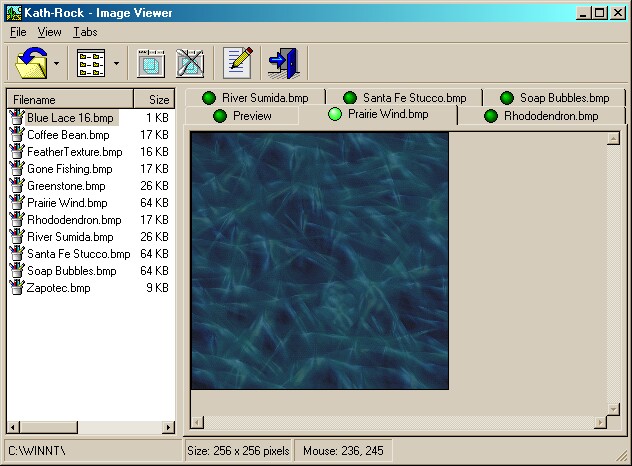 Kath-Rock - Image Viewer
File View Tabs
Filename Size
Blue Lace 16.bmp 1 KB
Coffee Bean.bmp 17 KB
FeatherTexture.bmp 16 KB
Gone Fishing.bmp 17 KB
Greenstone.bmp 26 KB
Prairie Wind.bmp 64 KB
Rhododendron.bmp 17 KB
River Sumida.bmp 26 KB
Santa Fe Stucco.bmp 64 KB
Soap Bubbles.bmp 64 KB
Zapotec.bmp 9 KB
River Sumida.bmp Santa Fe Stucco.bmp Soap Bubbles.bmp
Preview Prairie Wind.bmp Rhododendron.bmp
C:\WINNT\ Size: 256 x 256 pixels Mouse: 236, 245